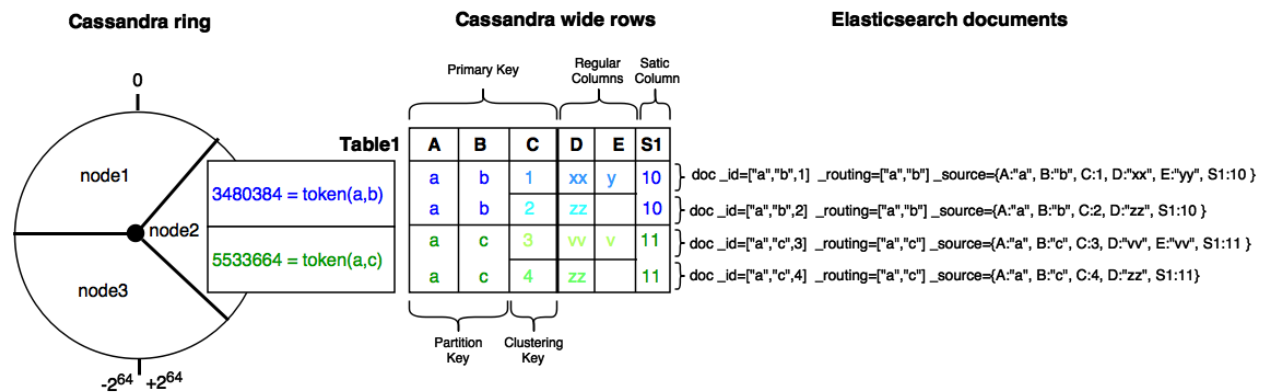 Cassandra ring
Cassandra wide rows
Elasticsearch documents
Primary Key
Regular
Columns
Satic
Column
0
Table1
A B C D E S1
node1
node2
node3
3480384 = token(a,b)
5533664 = token(a,c)
a b 1 xx y 10
a b 2 zz 10
a c 3 vv v 11
a c 4 zz 11
doc _id=["a","b",1] _routing=["a","b"] _source={A:"a", B:"b", C:1, D:"xx", E:"yy", S1:10 }
doc _id=["a","b",2] _routing=["a","b"] _source={A:"a", B:"b", C:2, D:"zz", S1:10 }
doc _id=["a","c",3] _routing=["a","c"] _source={A:"a", B:"c", C:3, D:"vv", E:"vv", S1:11 }
doc _id=["a","c",4] _routing=["a","c"] _source={A:"a", B:"c", C:4, D:"zz", S1:11}
Partition
Key
Clustering
Key
-2^64 +2^64